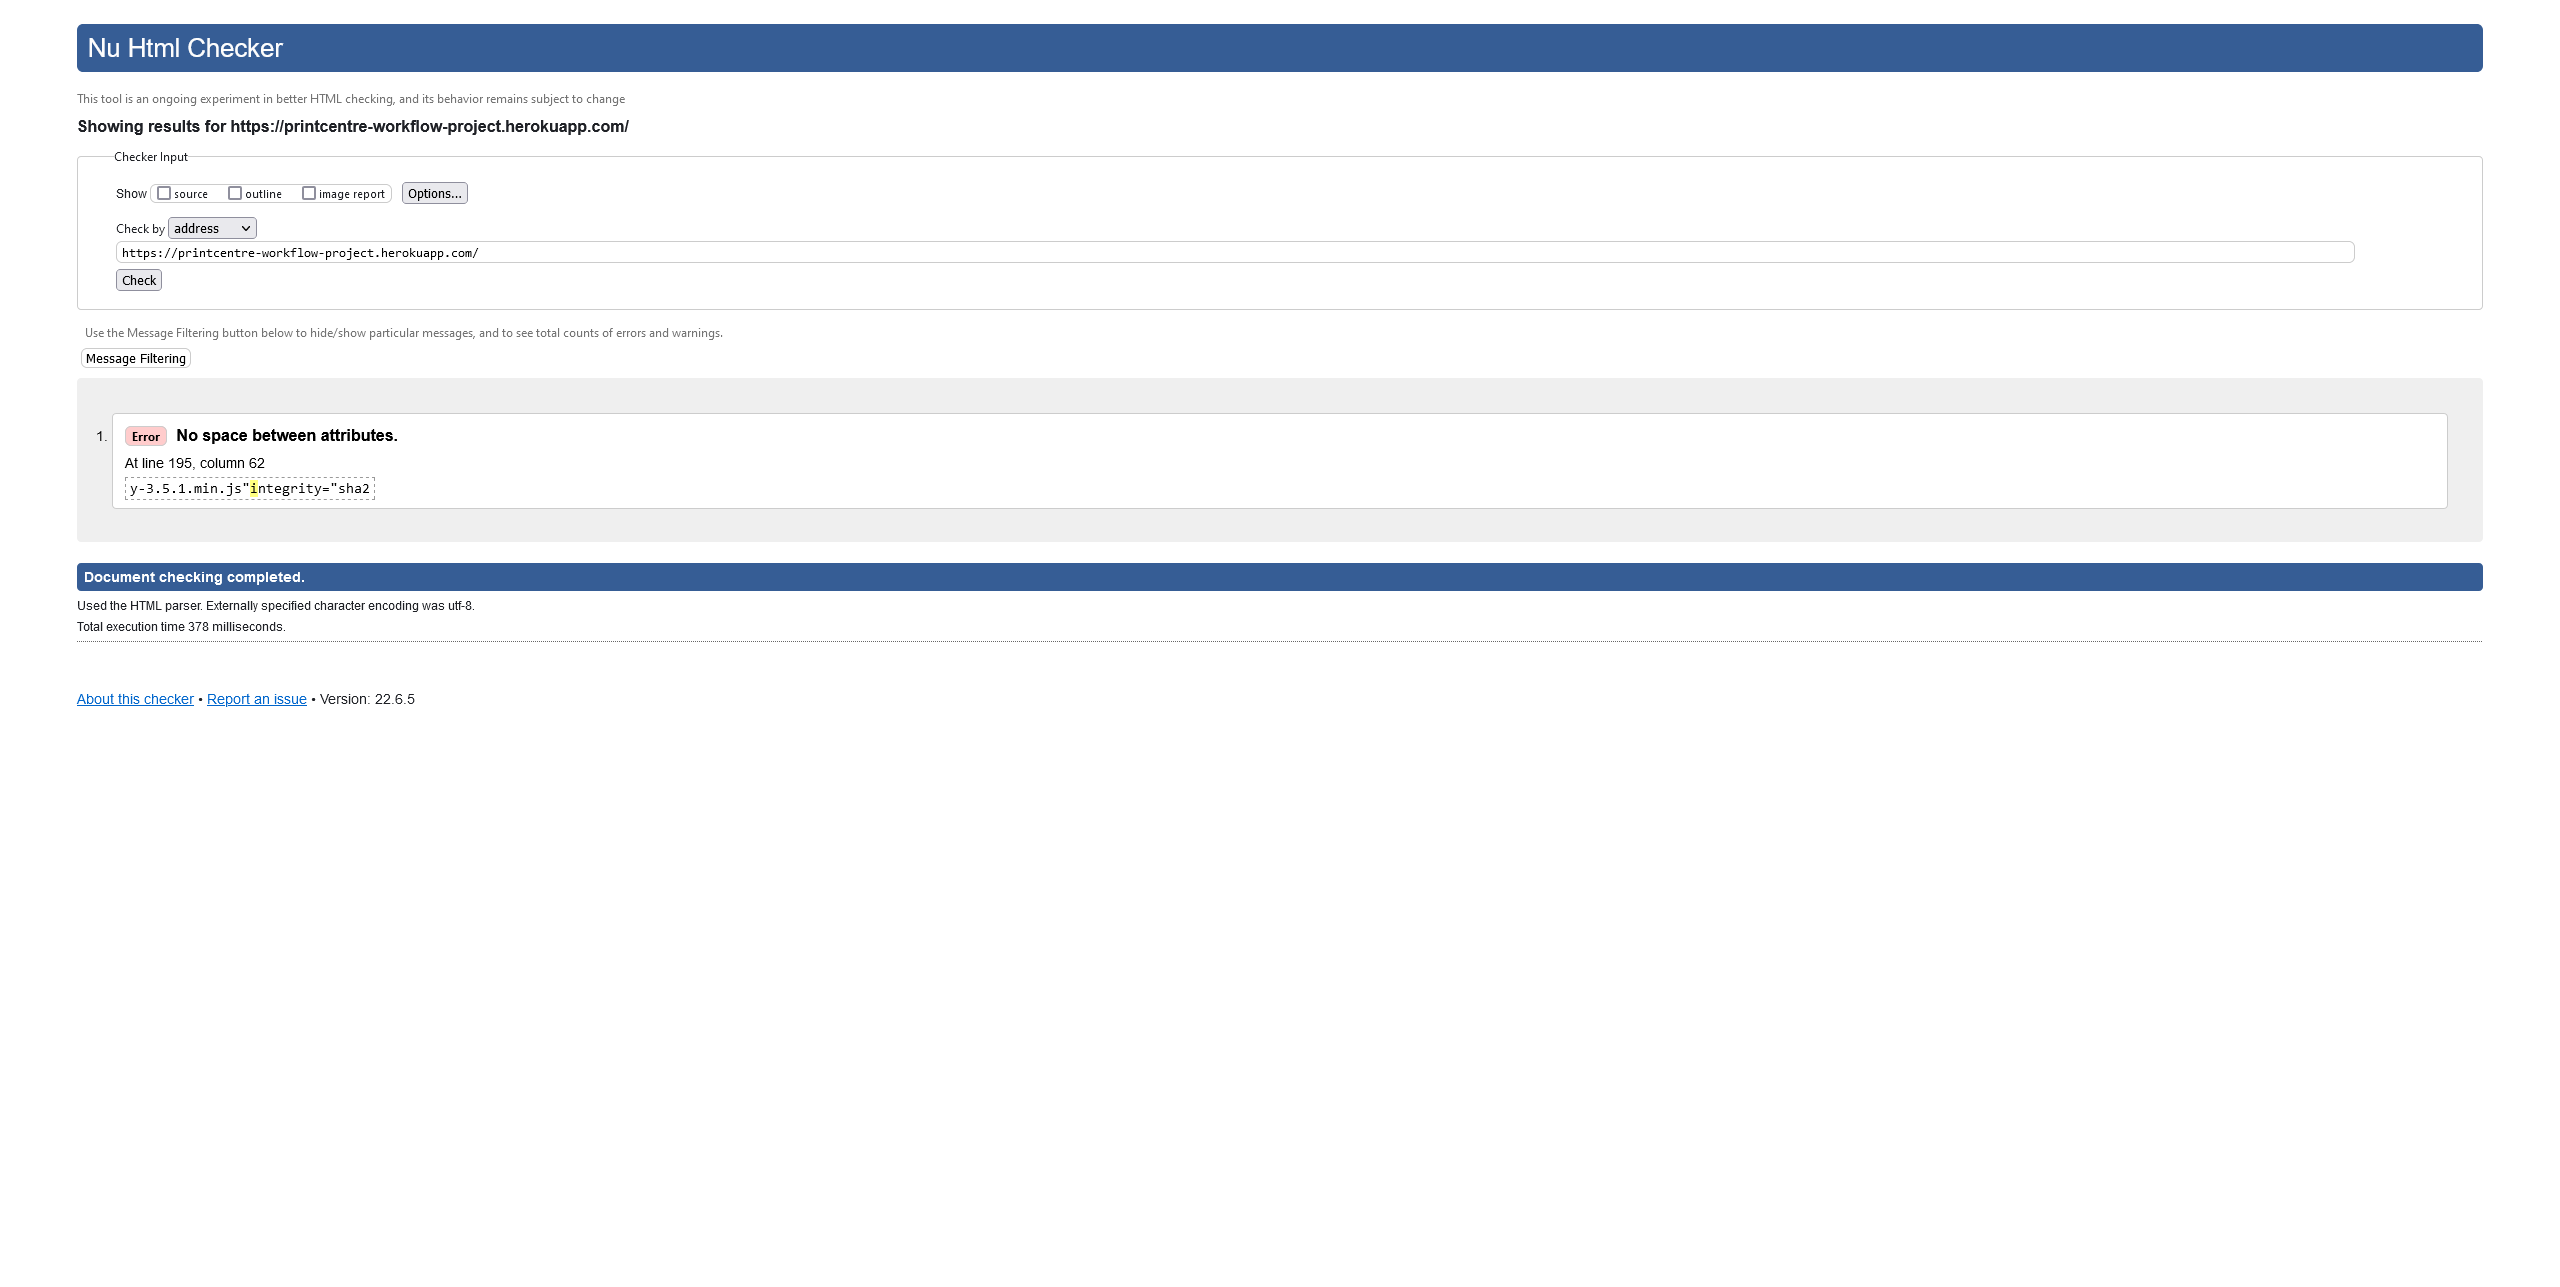 Nu Html Checker
This tool is an ongoing experiment in better HTML checking, and its behavior remains subject to change
Showing results for https://printcentre-workflow-project.herokuapp.com/
Checker Input
Show source outline image report Options...
Check by address
https://printcentre-workflow-project.herokuapp.com/
Check
Use the Message Filtering button below to hide/show particular messages, and to see total counts of errors and warnings.
Message Filtering
1. Error No space between attributes.
At line 195, column 62
y-3.5.1.min.js"integrity="sha2
Document checking completed.
Used the HTML parser. Externally specified character encoding was utf-8.
Total execution time 378 milliseconds.
About this checker • Report an issue • Version: 22.6.5